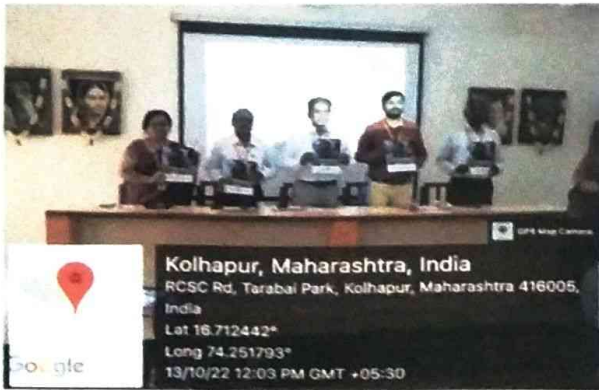 GPS Map Camera
Kolhapur, Maharashtra, India
RCSC Rd, Tarabai Park, Kolhapur, Maharashtra 416005,
India
Lat 16.712442°
Long 74.251793°
13/10/22 12:03 PM GMT +05:30
Google